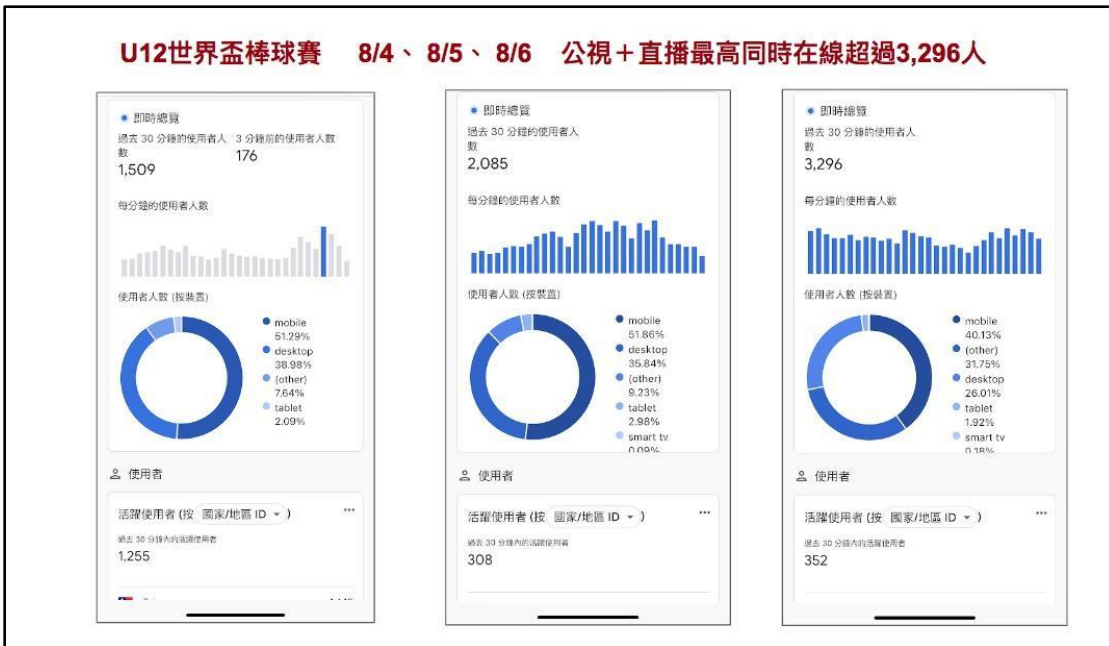 U12世界盃棒球賽 8/4、 8/5、 8/6 公視＋直播最高同時在線超過3,296人
即時總覽
過去 30 分鐘的使用者人數 3 分鐘前的使用者人數
1,509 176
每分鐘的使用者人數
使用者人數 (按裝置)
mobile
51.29%
desktop
38.98%
(other)
7.64%
tablet
2.09%
使用者
活躍使用者 (按 國家/地區 ID )
過去 30 分鐘內的活躍使用者
1,255
即時總覽
過去 30 分鐘的使用者人
數
2,085
每分鐘的使用者人數
使用者人數 (按裝置)
mobile
51.86%
desktop
35.84%
(other)
9.23%
tablet
2.98%
smart tv
0.09%
使用者
活躍使用者 (按 國家/地區 ID )
過去 30 分鐘內的活躍使用者
308
即時總覽
過去 30 分鐘的使用者人
數
3,296
每分鐘的使用者人數
使用者人數 (按裝置)
mobile
40.13%
(other)
31.75%
desktop
26.01%
tablet
1.92%
smart tv
0.18%
使用者
活躍使用者 (按 國家/地區 ID )
過去 30 分鐘內的活躍使用者
352